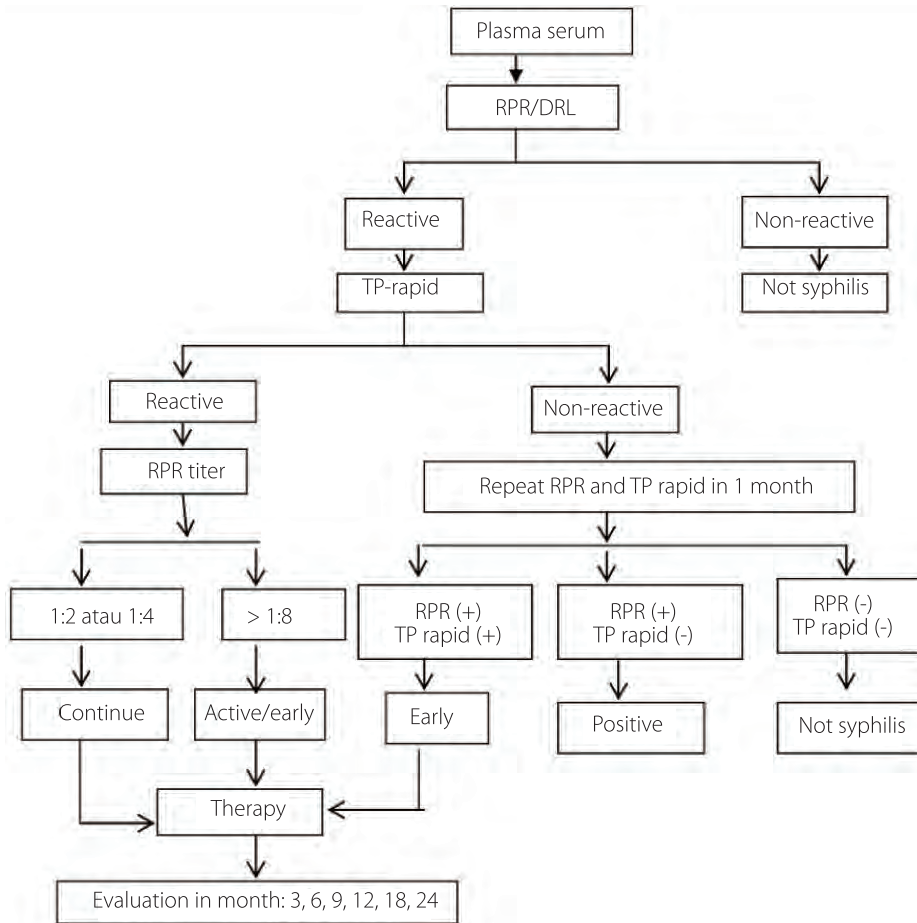 Plasma serum
RPR/DRL
Reactive
Non-reactive
TP-rapid
Not syphilis
Reactive
Non-reactive
RPR titer
Repeat RPR and TP rapid in 1 month
1:2 atau 1:4
> 1:8
RPR (+)
TP rapid (+)
RPR (+)
TP rapid (-)
RPR (-)
TP rapid (-)
Continue
Active/early
Early
Positive
Not syphilis
Therapy
Evaluation in month: 3, 6, 9, 12, 18, 24